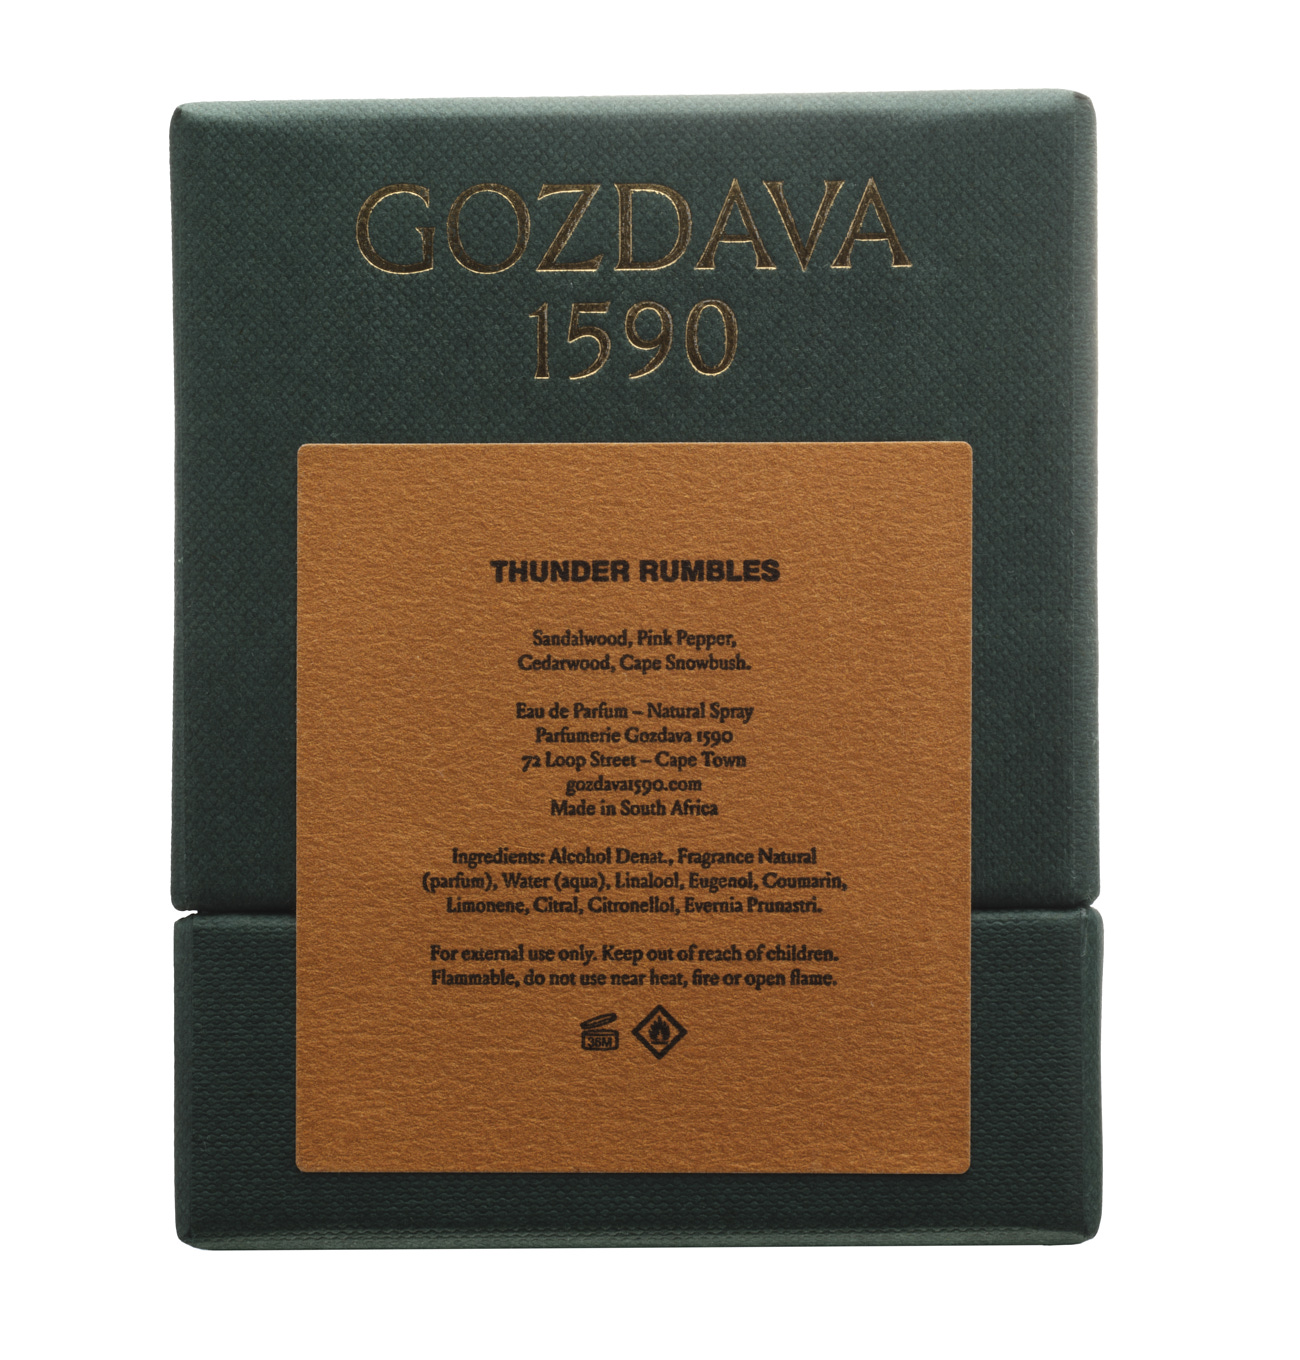 GOZDAVA
1590
THUNDER RUMBLES
Sandalwood, Pink Pepper,
Cedarwood, Cape Snowbush.
Eau de Parfum – Natural Spray
Parfumerie Gozdava 1590
72 Loop Street – Cape Town
gozdava1590.com
Made in South Africa
Ingredients: Alcohol Denat., Fragrance Natural
(parfum), Water (aqua), Linalool, Eugenol, Coumarin,
Limonene, Citral, Citronellol, Evernia Prunastri.
For external use only. Keep out of reach of children.
Flammable, do not use near heat, fire or open flame.
36M